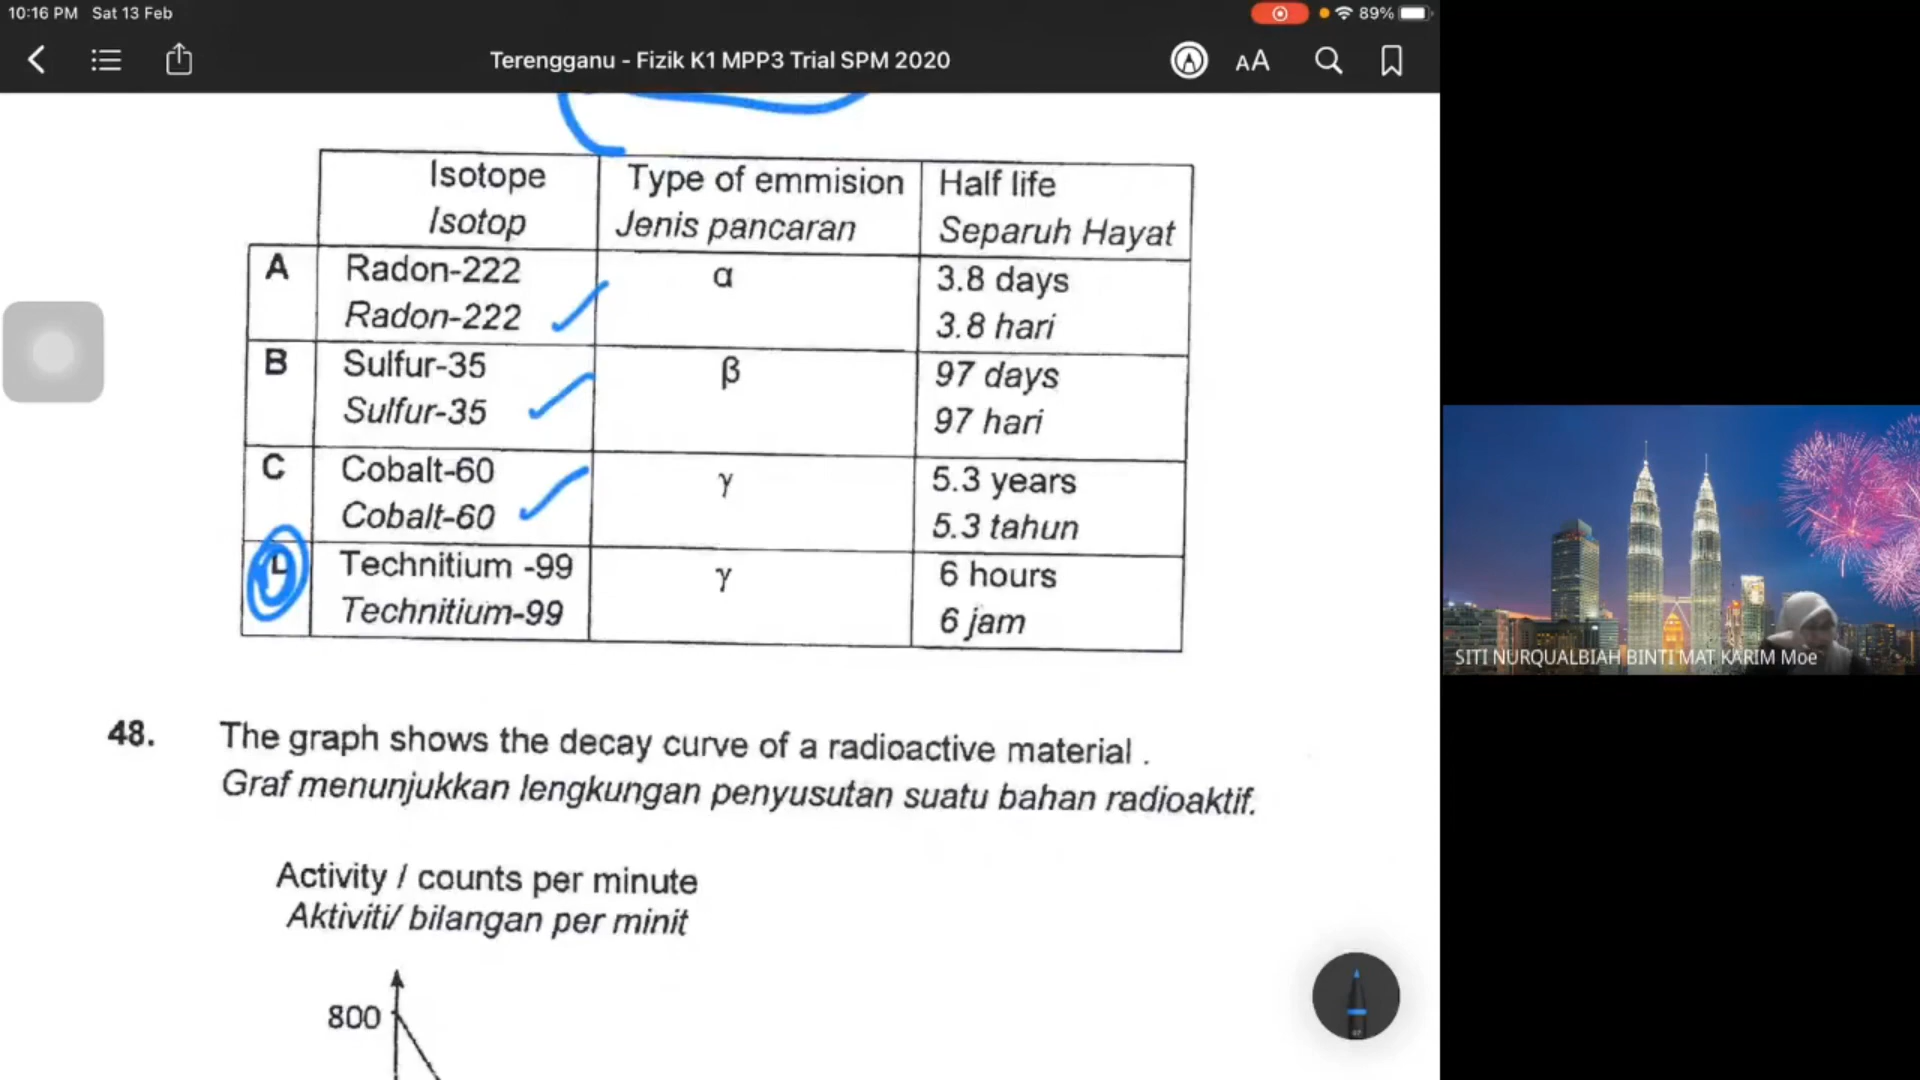 10:16 PM Sat 13 Feb
89%
Terengganu - Fizik K1 MPP3 Trial SPM 2020
AA
Isotope Type of emmision Half life
Isotop Jenis pancaran Separuh Hayat
A Radon-222 α 3.8 days
Radon-222 3.8 hari
B Sulfur-35 β 97 days
Sulfur-35 97 hari
C Cobalt-60 γ 5.3 years
Cobalt-60 5.3 tahun
Technitium -99 γ 6 hours
Technitium-99 6 jam
48. The graph shows the decay curve of a radioactive material .
Graf menunjukkan lengkungan penyusutan suatu bahan radioaktif.
Activity / counts per minute
Aktiviti/ bilangan per minit
800
SITI NURQUALBIAH BINTI MAT KARIM Moe